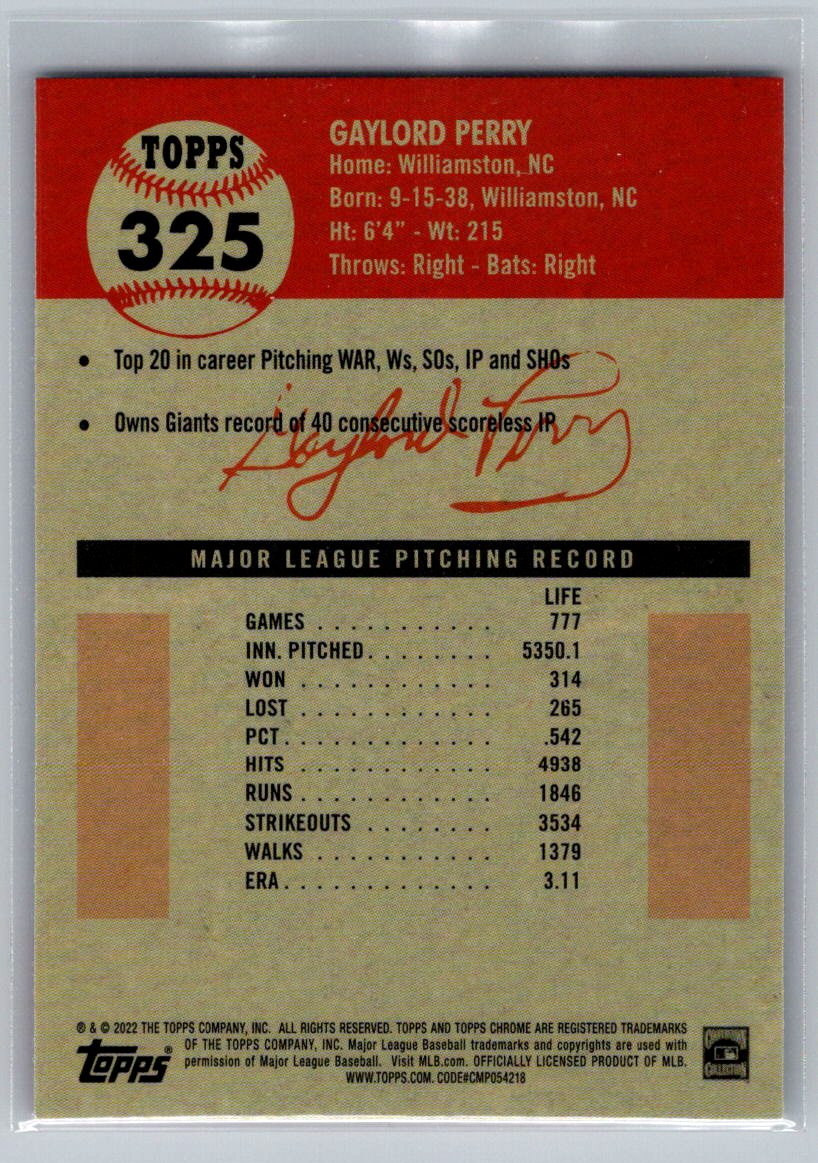 TOPPS
325
GAYLORD PERRY
Home: Williamston, NC
Born: 9-15-38, Williamston, NC
Ht: 6'4" - Wt: 215
Throws: Right - Bats: Right
● Top 20 in career Pitching WAR, Ws, SOs, IP and SHOs
● Owns Giants record of 40 consecutive scoreless IP
Gaylord Perry
MAJOR LEAGUE PITCHING RECORD
LIFE
GAMES . . . . . . . . . . . 777
INN. PITCHED. . . . . . . . 5350.1
WON . . . . . . . . . . . . 314
LOST . . . . . . . . . . . . 265
PCT. . . . . . . . . . . . . .542
HITS . . . . . . . . . . . . 4938
RUNS . . . . . . . . . . . . 1846
STRIKEOUTS . . . . . . . . 3534
WALKS . . . . . . . . . . . 1379
ERA. . . . . . . . . . . . . 3.11
® & © 2022 THE TOPPS COMPANY, INC. ALL RIGHTS RESERVED. TOPPS AND TOPPS CHROME ARE REGISTERED TRADEMARKS
OF THE TOPPS COMPANY, INC. Major League Baseball trademarks and copyrights are used with
permission of Major League Baseball. Visit MLB.com. OFFICIALLY LICENSED PRODUCT OF MLB.
WWW.TOPPS.COM. CODE#CMP054218
Topps®
COOPERSTOWN
COLLECTION